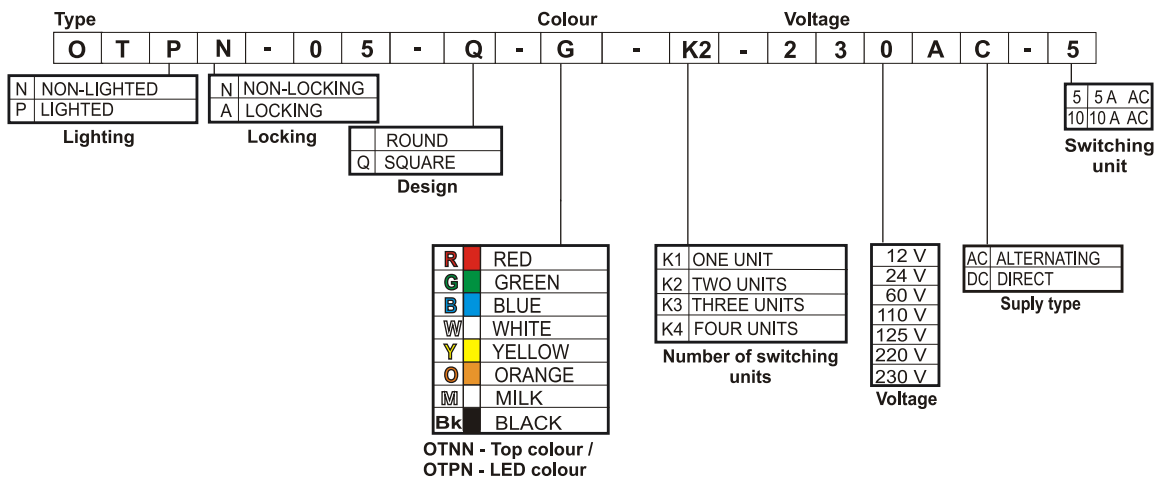 Type Colour Voltage
O T P N - 0 5 - Q - G - K2 - 2 3 0 A C - 5
N NON-LIGHTED
P LIGHTED
Lighting
N NON-LOCKING
A LOCKING
Locking
ROUND
Q SQUARE
Design
5 5 A AC
10 10 A AC
Switching
unit
R RED
G GREEN
B BLUE
W WHITE
Y YELLOW
O ORANGE
M MILK
Bk BLACK
OTNN - Top colour /
OTPN - LED colour
K1 ONE UNIT
K2 TWO UNITS
K3 THREE UNITS
K4 FOUR UNITS
Number of switching
units
12 V
24 V
60 V
110 V
125 V
220 V
230 V
Voltage
AC ALTERNATING
DC DIRECT
Suply type